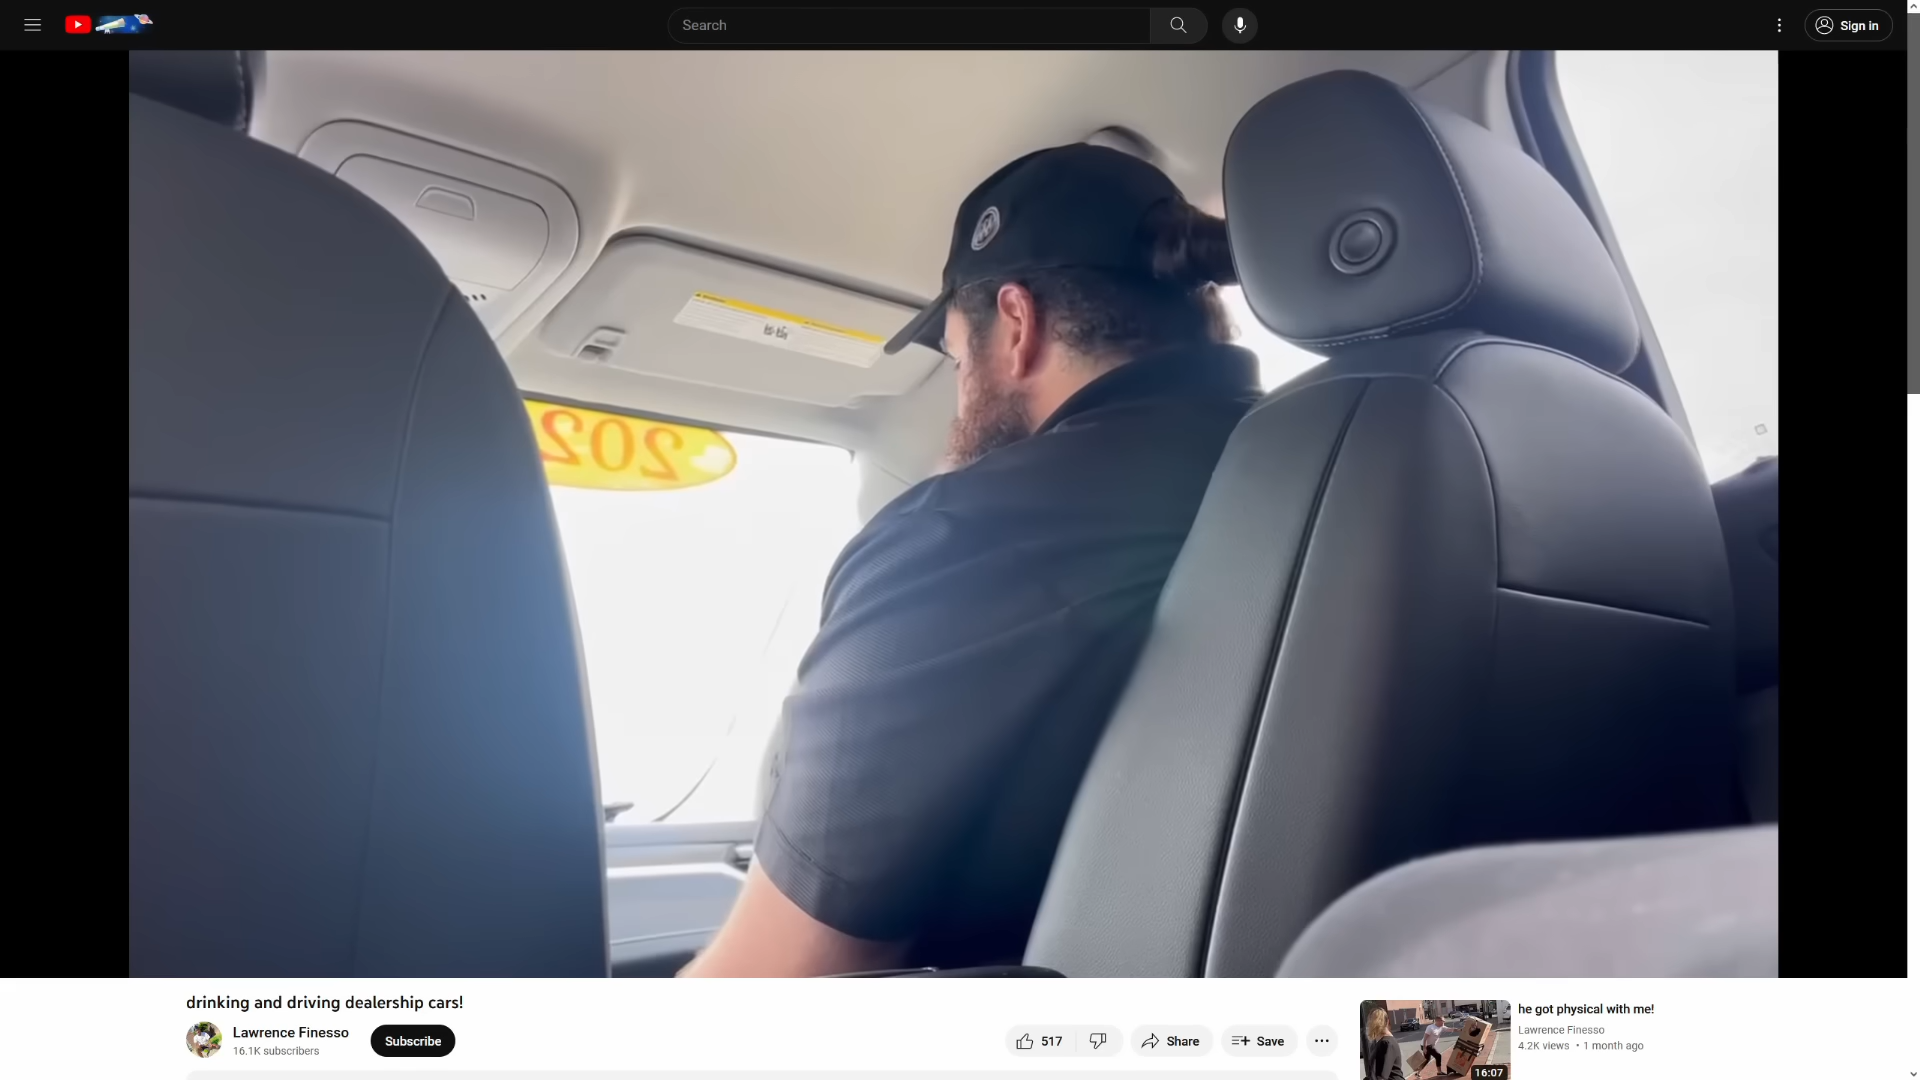 Search
Sign in
202
drinking and driving dealership cars!
Lawrence Finesso
16.1K subscribers
Subscribe
517
Share
Save
he got physical with me!
Lawrence Finesso
4.2K views • 1 month ago
16:07